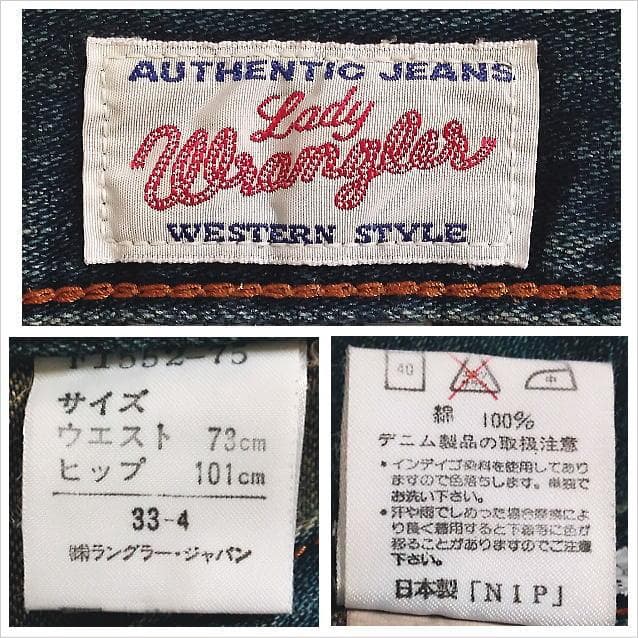 AUTHENTIC JEANS
Lady
Wrangler
WESTERN STYLE
サイズ
ウエスト 73cm
ヒップ 101cm
33-4
㈱ラングラー・ジャパン
40
中
綿 100%
デニム製品の取扱注意
•インデイゴ染料を使用してあり
ますので色落ちします。単独で
お洗い下さい。
•汗や雨でしめった場合摩擦によ
り良く着用すると下着等に色が
移ることがありますのでご注意
下さい。
日本製「NIP」